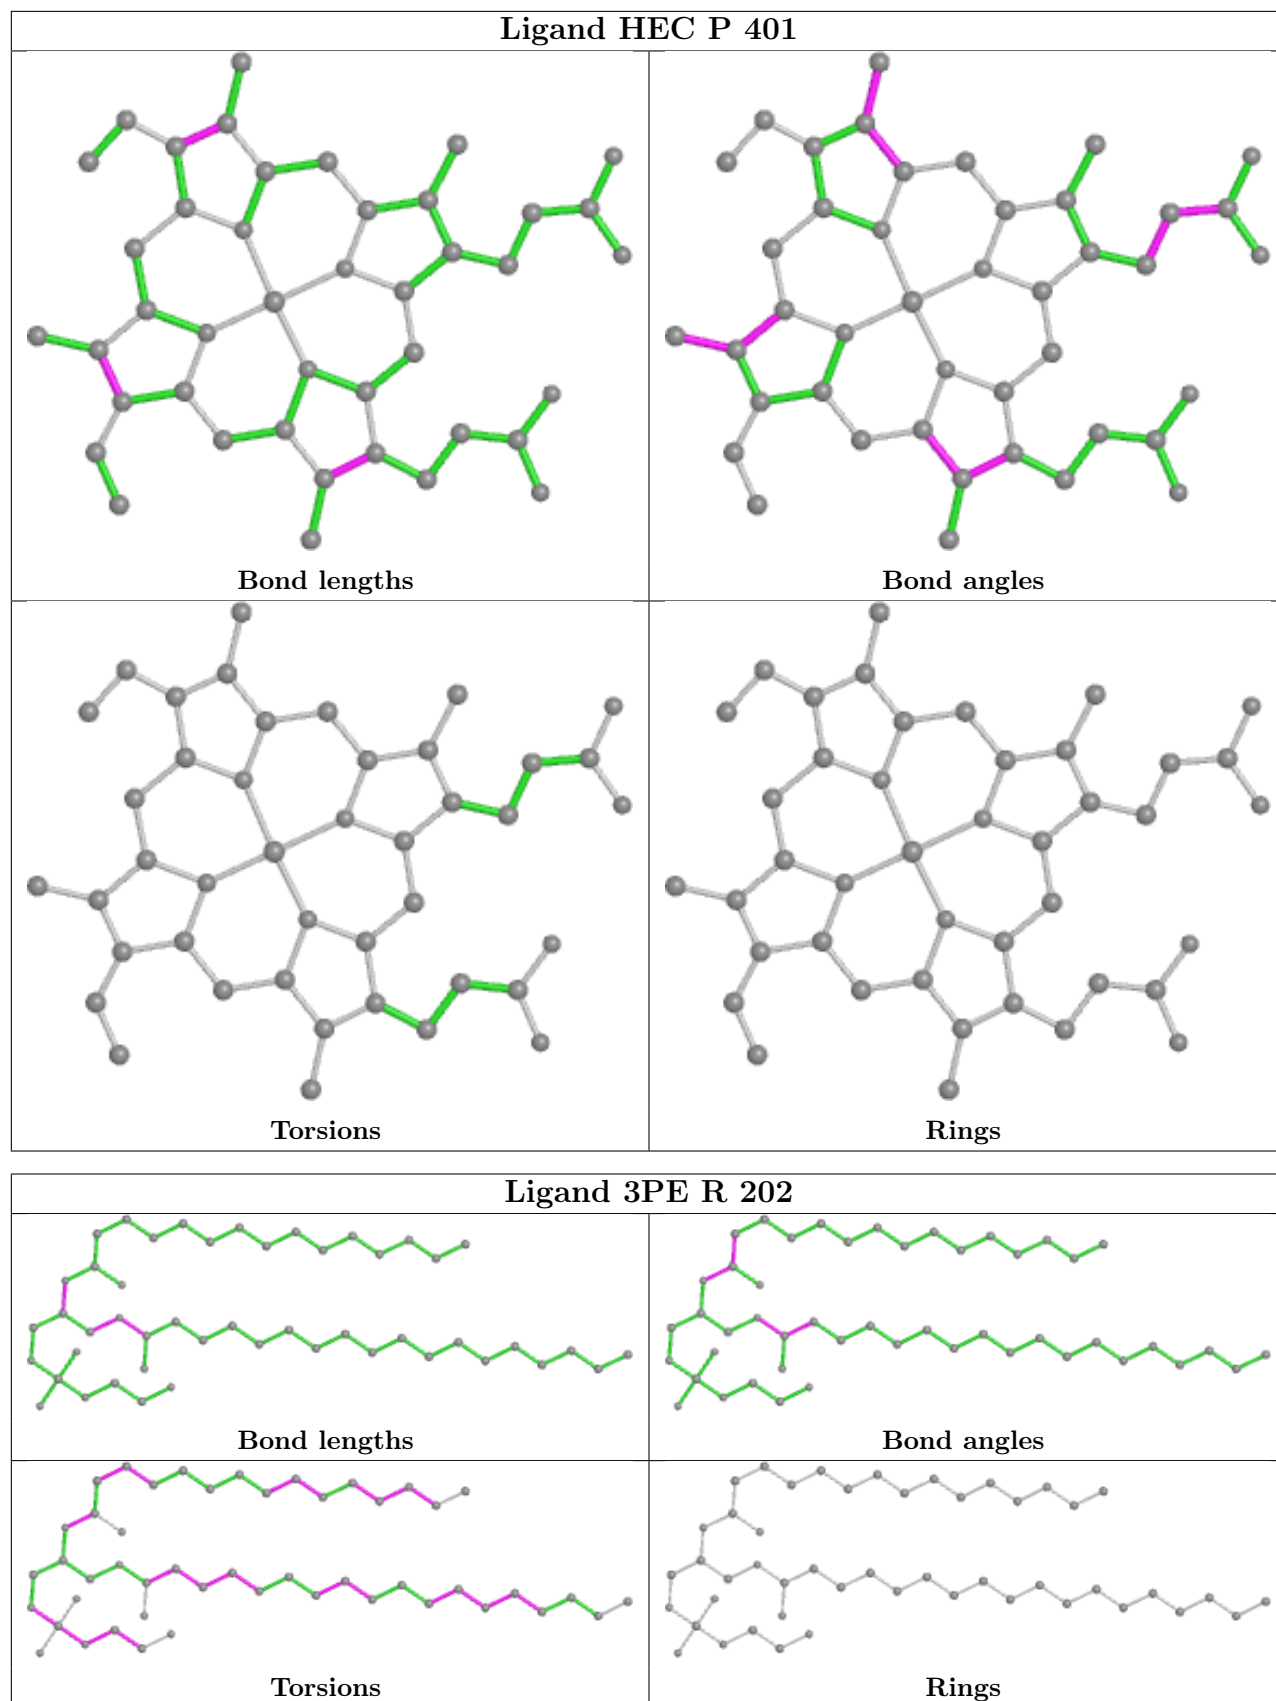 Ligand HEC P 401
Bond lengths
Bond angles
Torsions
Rings
Ligand 3PE R 202
Bond lengths
Bond angles
Torsions
Rings